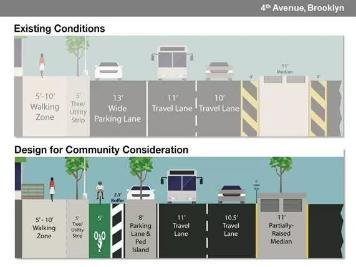 4th Avenue, Brooklyn
Existing Conditions
5'-10'
Walking
Zone
5'
Tree/
Utility
Strip
13'
Wide
Parking Lane
11'
Travel Lane
10'
Travel Lane
11'
Median
Design for Community Consideration
5'- 10'
Walking
Zone
5'
Tree/
Utility
Strip
5'
2.5'
Buffer
8'
Parking
Lane &
Ped
Island
11'
Travel
Lane
10.5'
Travel
Lane
11'
Partially-
Raised
Median